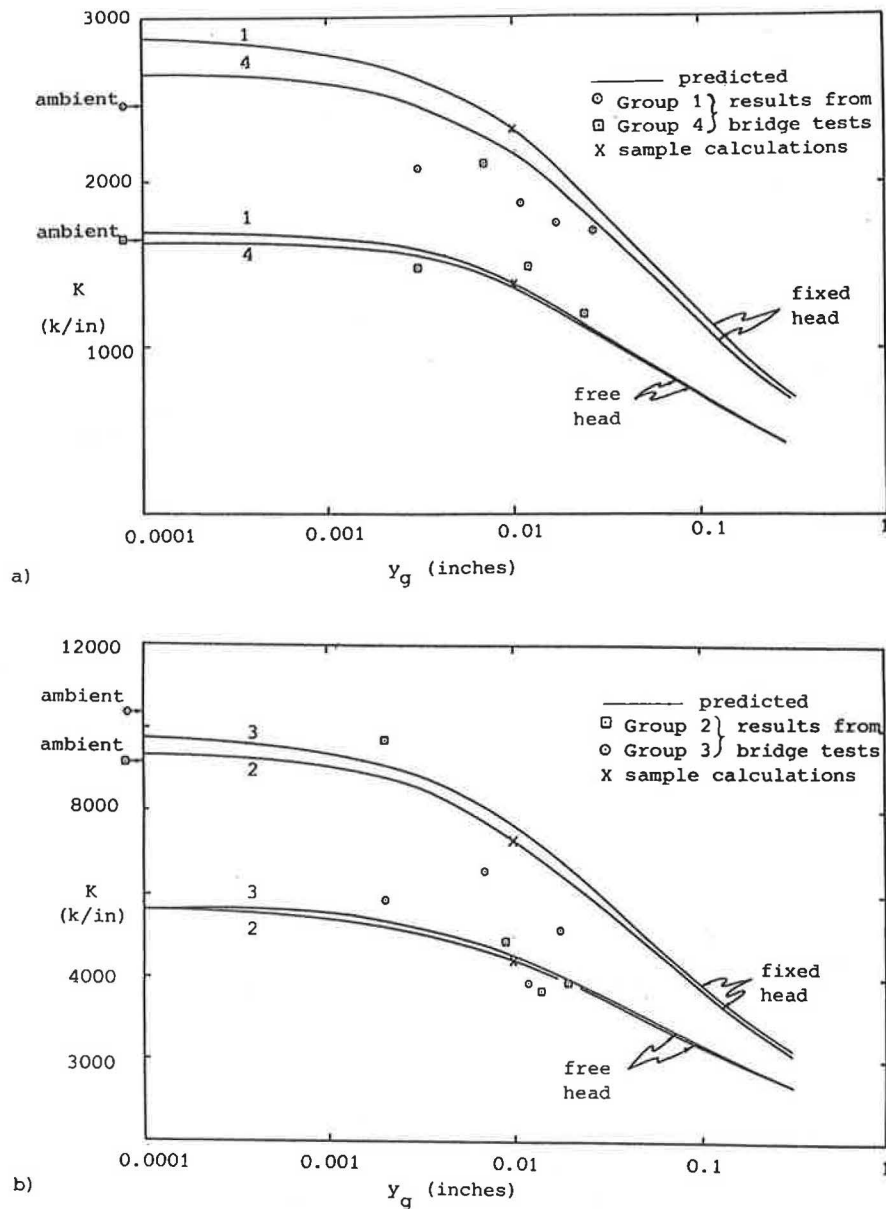 3000
1
4
ambient
predicted
Group 1 } results from
Group 4 } bridge tests
x sample calculations
2000
1
ambient
4
K
(k/in)
fixed
head
1000
free
head
0.0001 0.001 0.01 0.1 1
a)
yg (inches)
12000
ambient
predicted
Group 2 } results from
Group 3 } bridge tests
x sample calculations
3
ambient
2
8000
K
(k/in)
3
2
4000
fixed
head
3000
free
head
0.0001 0.001 0.01 0.1 1
b)
yg (inches)